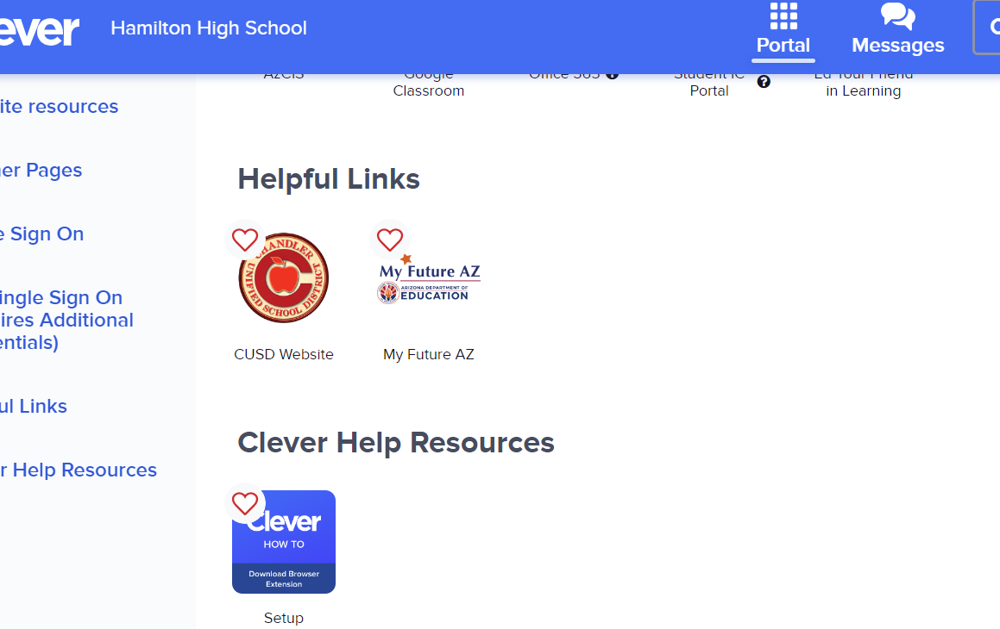 ever
Hamilton High School
Portal
Messages
C
AzCIS
Google
Classroom
Office 365
Student IC
Portal
Ed Your Friend
in Learning
ite resources
er Pages
e Sign On
ingle Sign On
ires Additional
entials)
ul Links
r Help Resources
Helpful Links
CHANDLER
UNIFIED SCHOOL DISTRICT
CUSD Website
My Future AZ
ARIZONA DEPARTMENT OF
EDUCATION
My Future AZ
Clever Help Resources
Clever
HOW TO
Download Browser
Extension
Setup